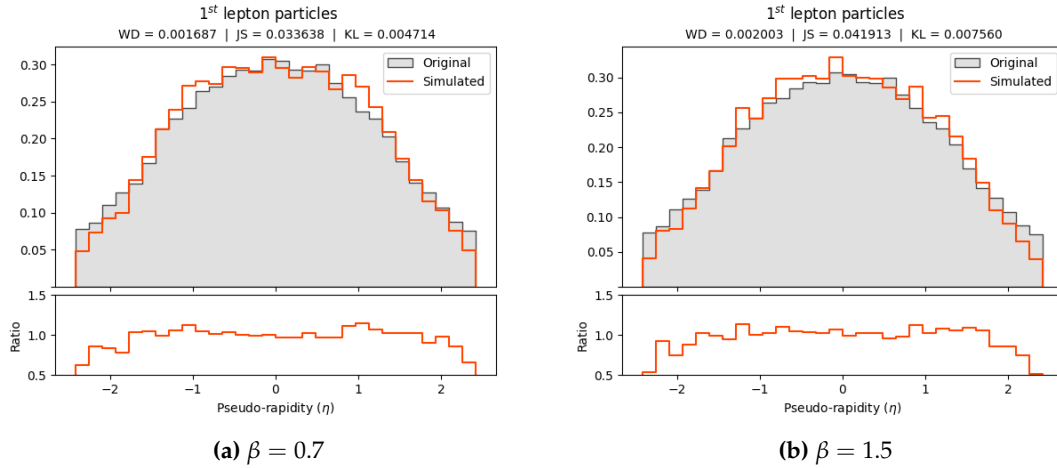 1st lepton particles
WD = 0.001687 | JS = 0.033638 | KL = 0.004714
Original
Simulated
0.30
0.25
0.20
0.15
0.10
0.05
1.5
1.0
0.5
Ratio
−2
−1
0
1
2
Pseudo-rapidity (η)
(a) β = 0.7
1st lepton particles
WD = 0.002003 | JS = 0.041913 | KL = 0.007560
Original
Simulated
0.30
0.25
0.20
0.15
0.10
0.05
1.5
1.0
0.5
Ratio
−2
−1
0
1
2
Pseudo-rapidity (η)
(b) β = 1.5